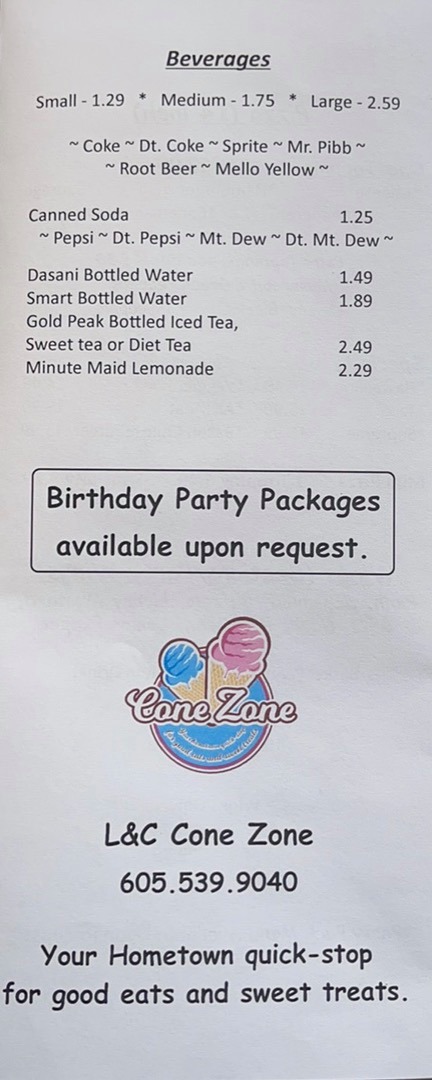 Beverages
Small - 1.29 * Medium - 1.75 * Large - 2.59
~ Coke ~ Dt. Coke ~ Sprite ~ Mr. Pibb ~
~ Root Beer ~ Mello Yellow ~
Canned Soda 1.25
~ Pepsi ~ Dt. Pepsi ~ Mt. Dew ~ Dt. Mt. Dew ~
Dasani Bottled Water 1.49
Smart Bottled Water 1.89
Gold Peak Bottled Iced Tea,
Sweet tea or Diet Tea 2.49
Minute Maid Lemonade 2.29
Birthday Party Packages
available upon request.
Cone Zone
L&C Cone Zone
605.539.9040
Your Hometown quick-stop
for good eats and sweet treats.